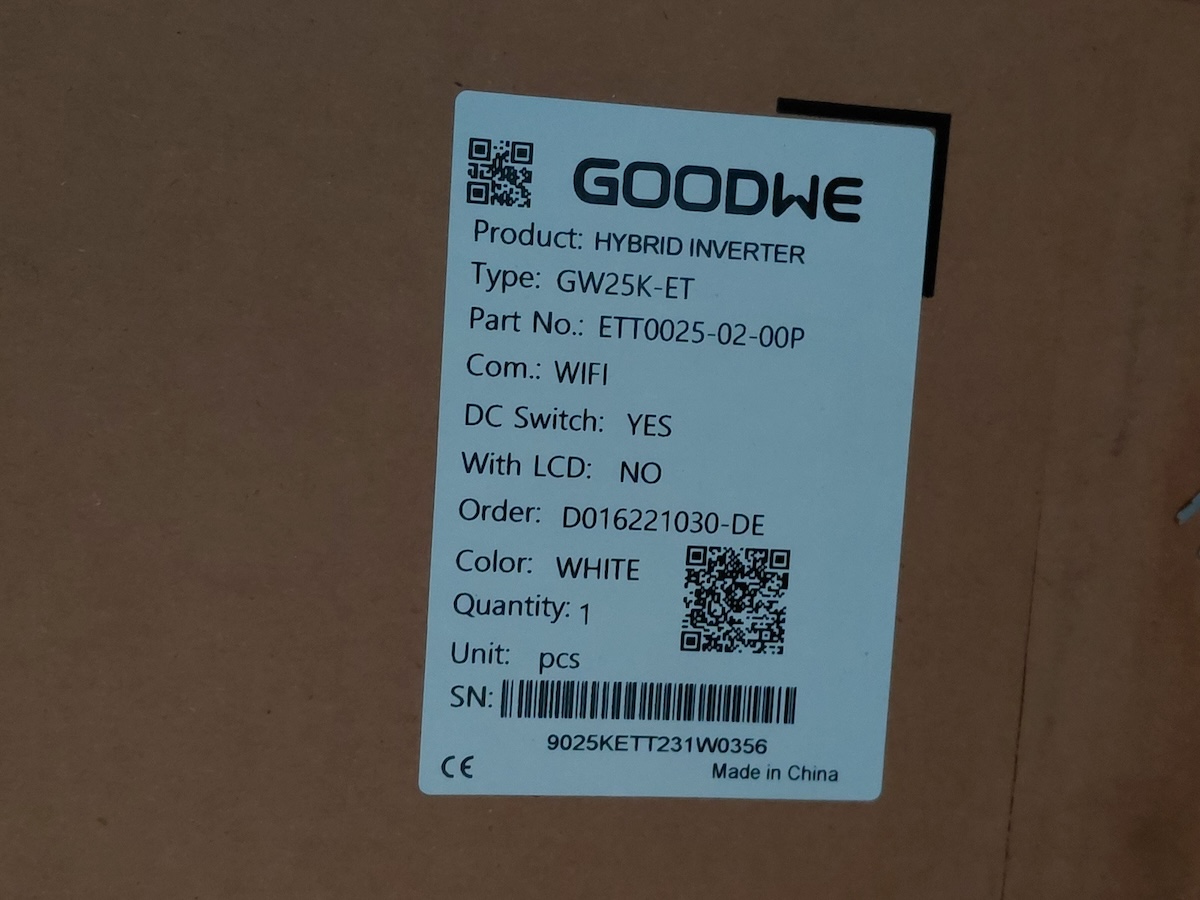 GOODWE
Product: HYBRID INVERTER
Type: GW25K-ET
Part No.: ETT0025-02-00P
Com.: WIFI
DC Switch: YES
With LCD: NO
Order: D016221030-DE
Color: WHITE
Quantity: 1
Unit: pcs
SN:
9025KETT231W0356
CE
Made in China